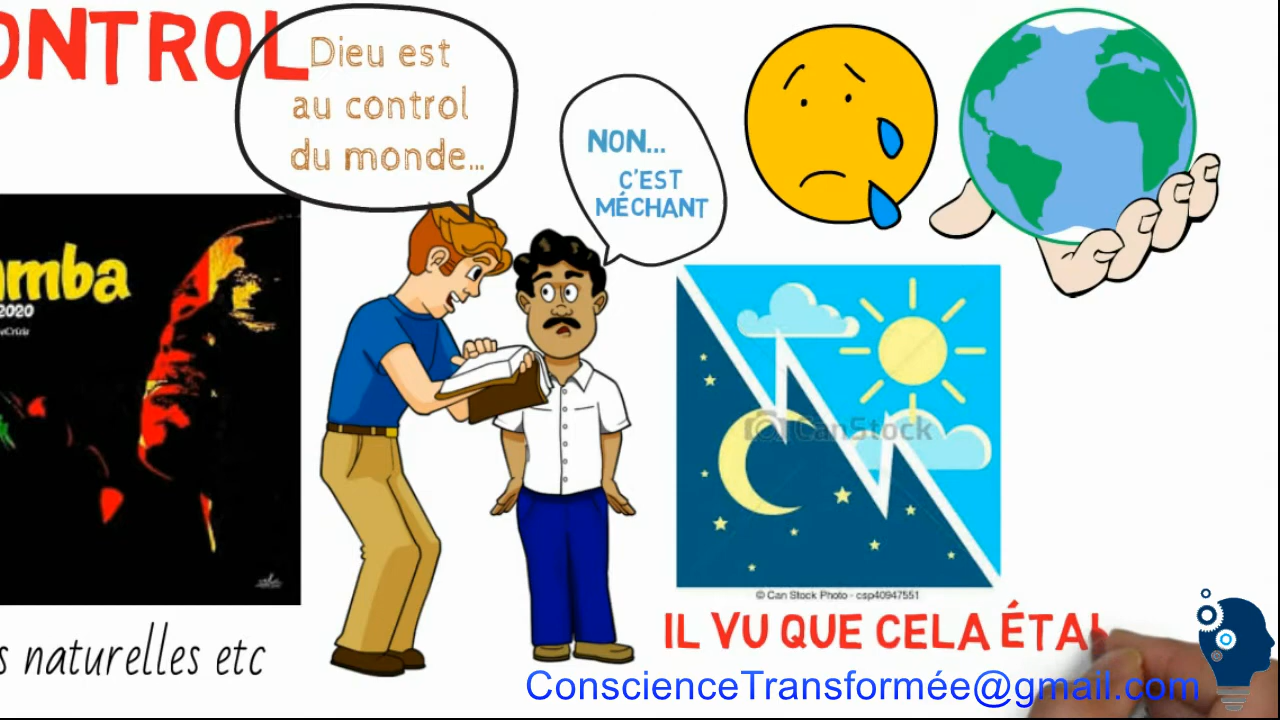 ONTROL
Dieu est
au control
du monde...
NON...
C'EST
MÉCHANT
mba
2020
CanStock
© Can Stock Photo - csp40947551
s naturelles etc
IL VU QUE CELA ÉTAI
ConscienceTransformée@gmail.com